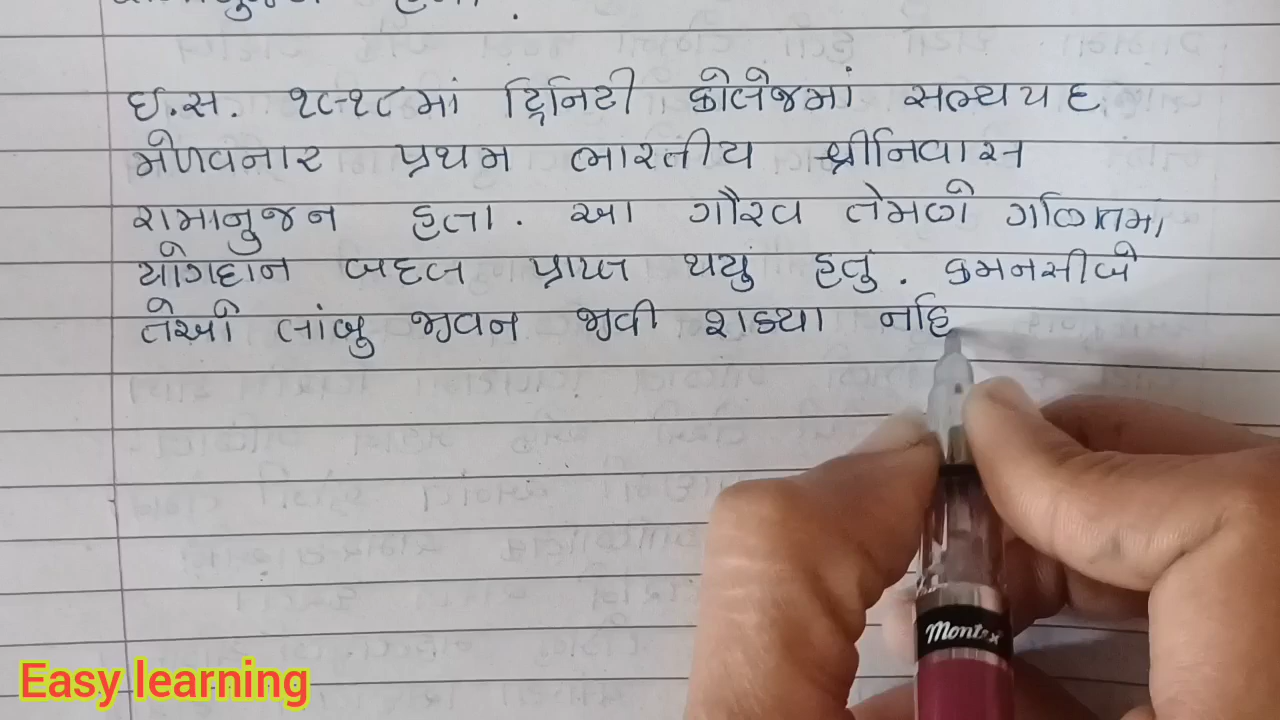 ઈ.સ. ૧૯૧૮માં ટ્રિનિટી કોલેજમાં સભ્યપદ
મેળવનાર પ્રથમ ભારતીય શ્રીનિવાસ
રામાનુજન હતા. આ ગૌરવ તેમણે ગણિતમાં
યોગદાન બદલ પ્રાપ્ત થયું હતું. કમનસીબે
તેઓ લાંબુ જીવન જીવી શક્યા નહિ
Montex
Easy learning